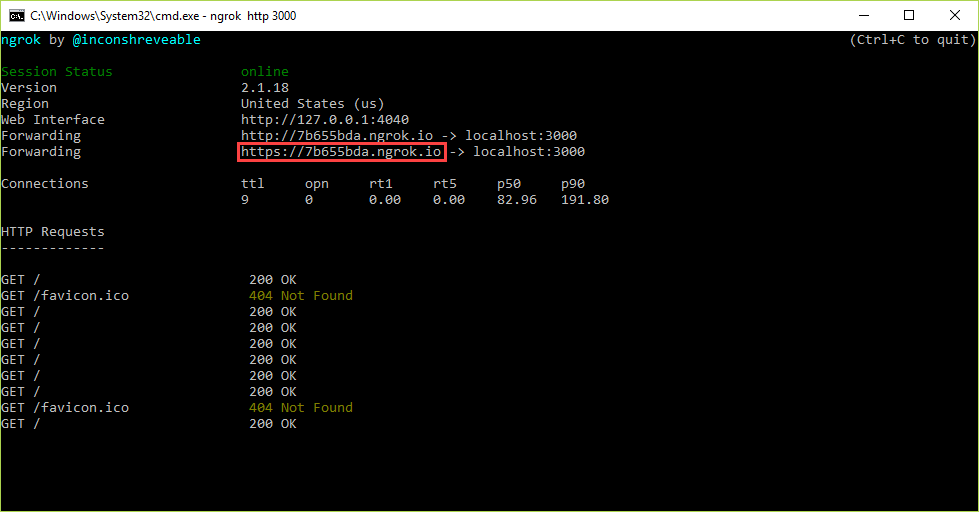 C:\Windows\System32\cmd.exe - ngrok  http 3000
ngrok by @inconshreveable (Ctrl+C to quit)
Session Status online
Version 2.1.18
Region United States (us)
Web Interface http://127.0.0.1:4040
Forwarding http://7b655bda.ngrok.io -> localhost:3000
Forwarding https://7b655bda.ngrok.io -> localhost:3000
Connections ttl opn rt1 rt5 p50 p90
9 0 0.00 0.00 82.96 191.80
HTTP Requests
-------------
GET / 200 OK
GET /favicon.ico 404 Not Found
GET / 200 OK
GET / 200 OK
GET / 200 OK
GET / 200 OK
GET / 200 OK
GET / 200 OK
GET /favicon.ico 404 Not Found
GET / 200 OK